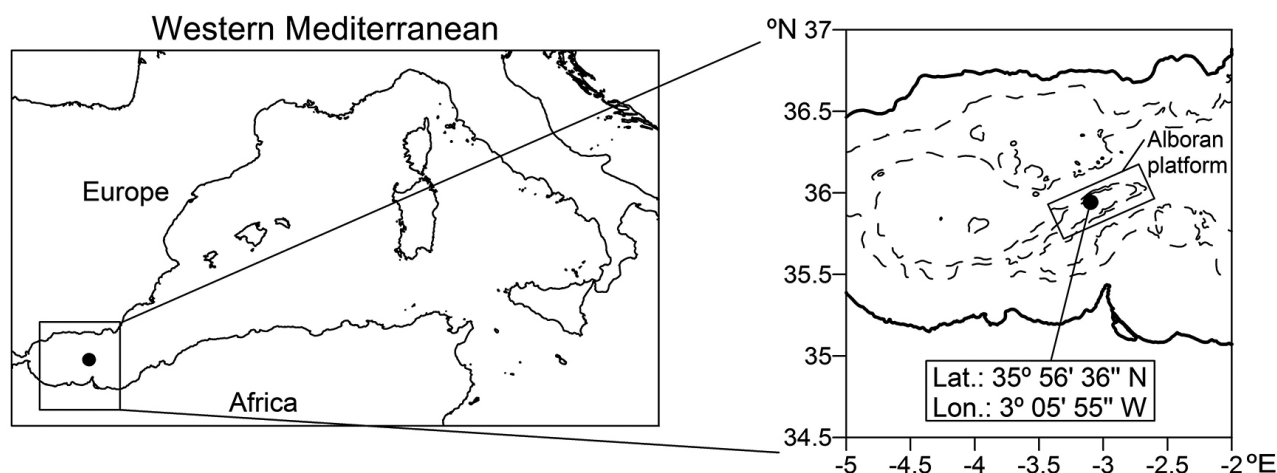 Western Mediterranean
Europe
Africa
ºN
37
36.5
36
35.5
35
34.5
Alboran
platform
Lat.: 35º 56' 36" N
Lon.: 3º 05' 55" W
-5 -4.5 -4 -3.5 -3 -2.5 -2 ºE